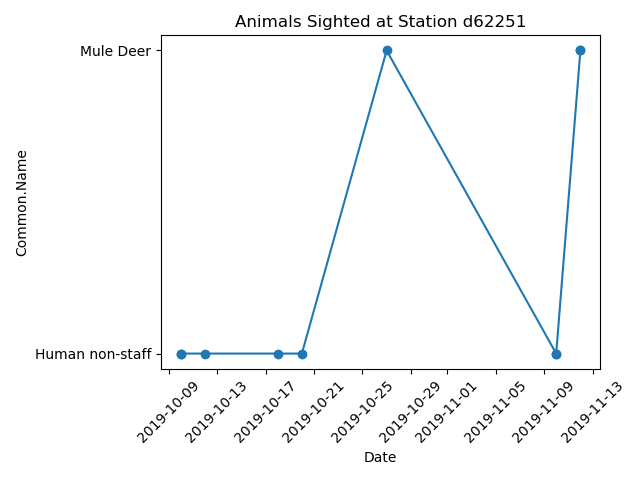 Animals Sighted at Station d62251
Mule Deer
Common.Name
Human non-staff
2019-10-09
2019-10-13
2019-10-17
2019-10-21
2019-10-25
2019-10-29
2019-11-01
2019-11-05
2019-11-09
2019-11-13
Date